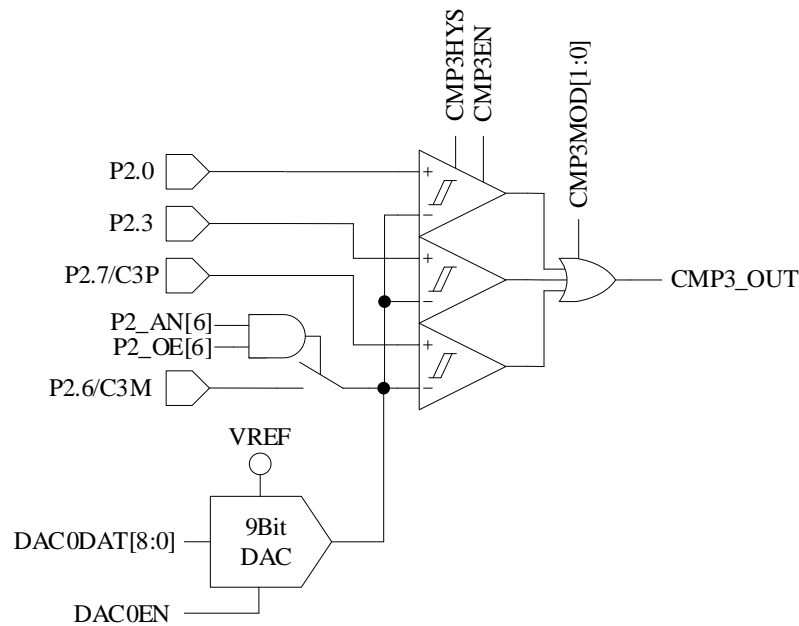 CMP3HYS
CMP3EN
CMP3MOD[1:0]
P2.0
+
−
P2.3
+
P2.7/C3P
−
CMP3_OUT
P2_AN[6]
P2_OE[6]
+
P2.6/C3M
−
VREF
DAC0DAT[8:0]
9Bit
DAC
DAC0EN